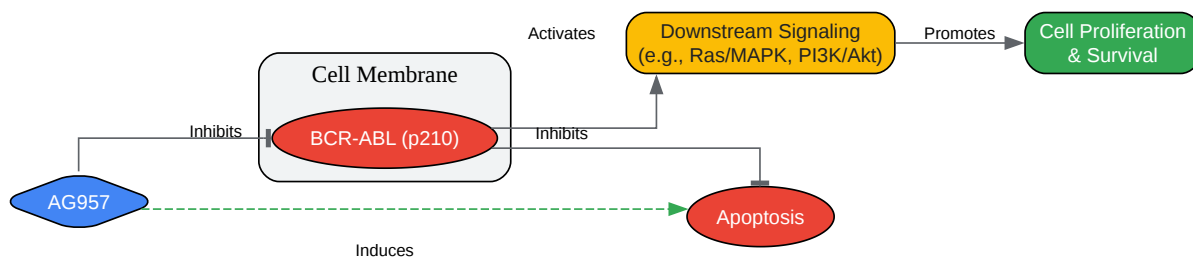 Activates
Downstream Signaling
(e.g., Ras/MAPK, PI3K/Akt)
Promotes
Cell Proliferation
& Survival
Cell Membrane
Inhibits
BCR-ABL (p210)
Inhibits
AG957
Apoptosis
Induces